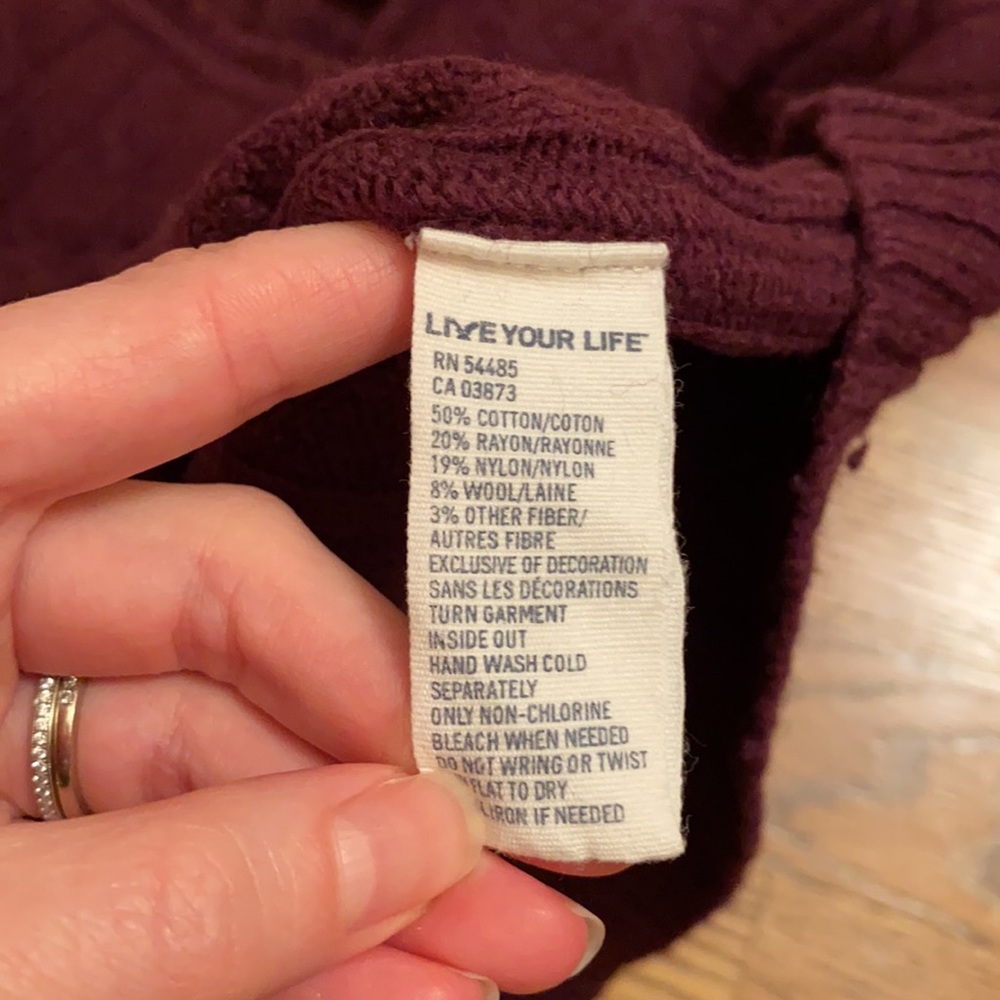 LIVE YOUR LIFE™
RN 54485
CA 03873
50% COTTON/COTON
20% RAYON/RAYONNE
19% NYLON/NYLON
8% WOOL/LAINE
3% OTHER FIBER/
AUTRES FIBRE
EXCLUSIVE OF DECORATION
SANS LES DÉCORATIONS
TURN GARMENT
INSIDE OUT
HAND WASH COLD
SEPARATELY
ONLY NON-CHLORINE
BLEACH WHEN NEEDED
DO NOT WRING OR TWIST
FLAT TO DRY
IRON IF NEEDED